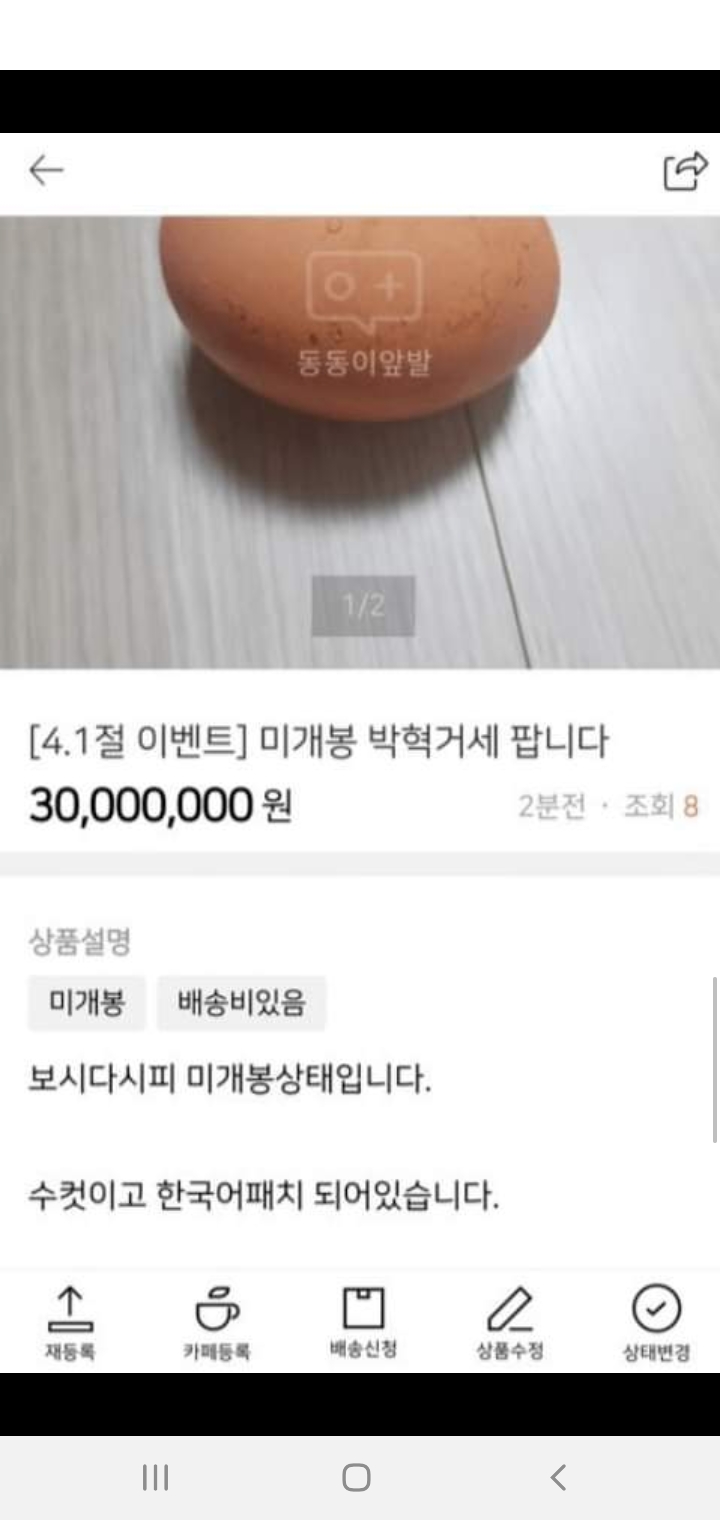 동동이앞발
1/2
[4.1절 이벤트] 미개봉 박혁거세 팝니다
30,000,000 원
2분전 · 조회 8
상품설명
미개봉 배송비있음
보시다시피 미개봉상태입니다.
수컷이고 한국어패치 되어있습니다.
재등록 카페등록 배송신청 상품수정 상태변경